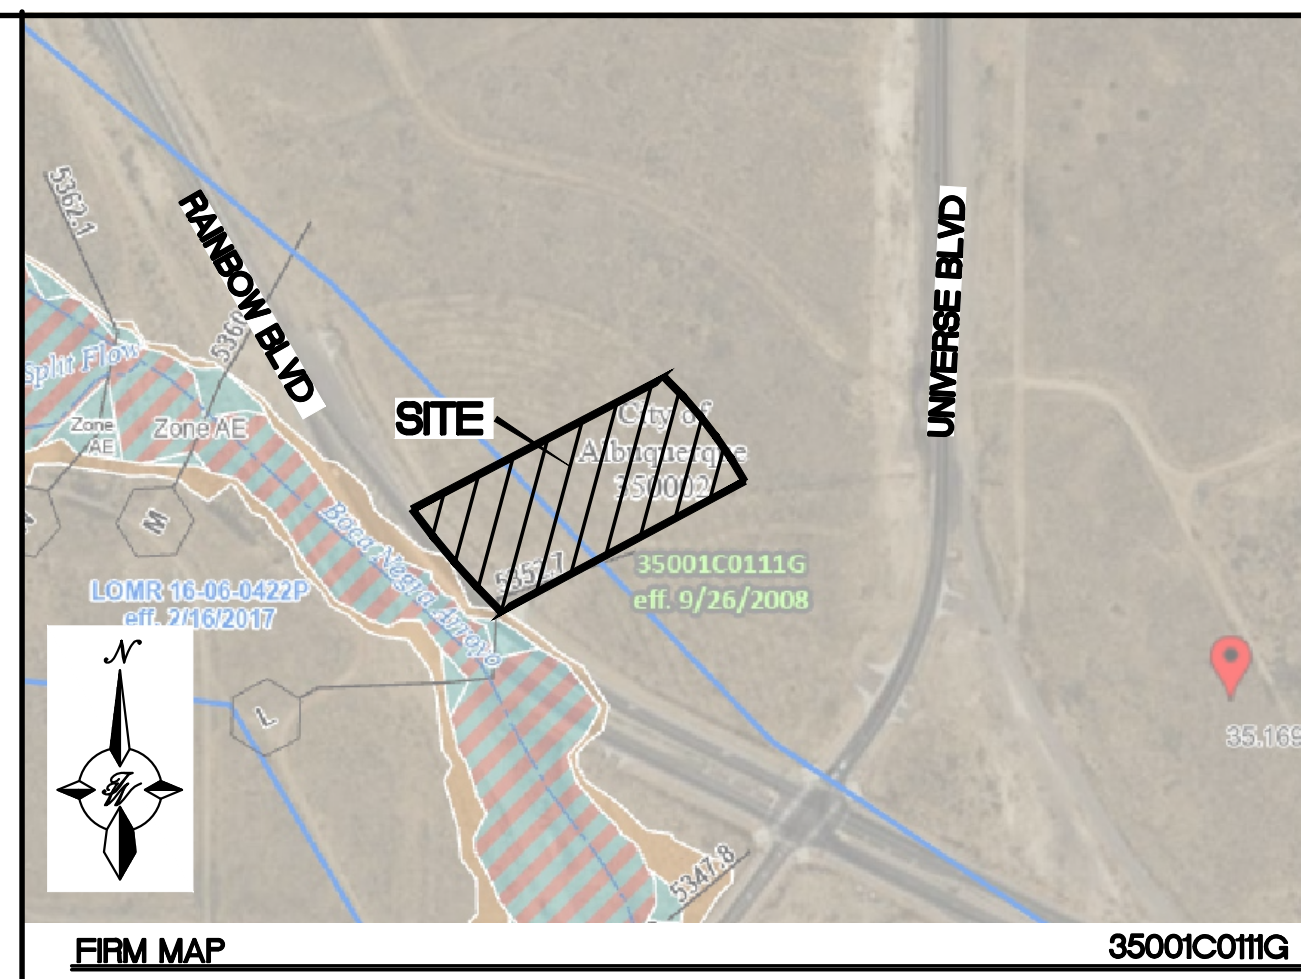 5362.1
RAINBOW BLVD
UNIVERSE BLVD
Split Flow
Zone
AE
Zone AE
SITE
City of
Albuquerque
350002
M
Boca Negra Arroyo
5352.1
35001C0111G
eff. 9/26/2008
LOMR 16-06-0422P
eff. 2/16/2017
N
L
35.169
5347.8
FIRM MAP
35001C0111G